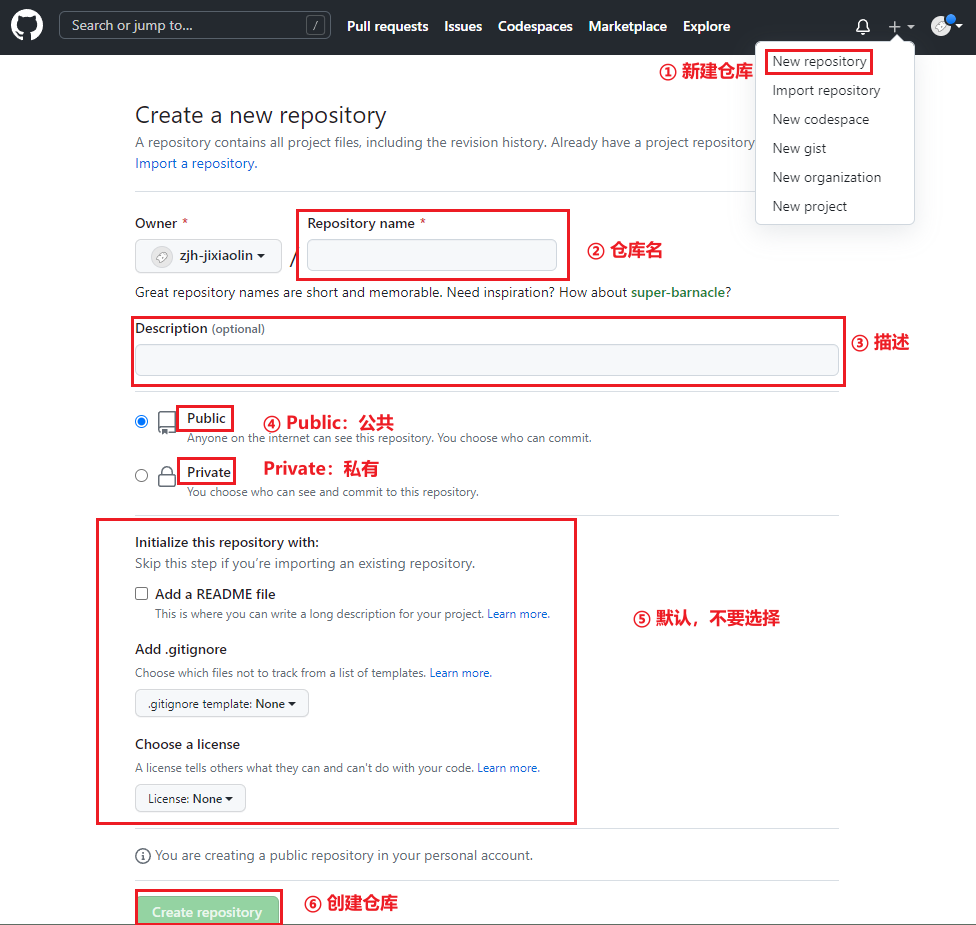 Search or jump to... /
Pull requests Issues Codespaces Marketplace Explore
① 新建仓库
New repository
Import repository
New codespace
New gist
New organization
New project
Create a new repository
A repository contains all project files, including the revision history. Already have a project repository
Import a repository.
Owner *
Repository name *
zjh-jixiaolin /
② 仓库名
Great repository names are short and memorable. Need inspiration? How about super-barnacle?
Description (optional)
③ 描述
Public
④ Public：公共
Anyone on the internet can see this repository. You choose who can commit.
Private
Private：私有
You choose who can see and commit to this repository.
Initialize this repository with:
Skip this step if you're importing an existing repository.
Add a README file
This is where you can write a long description for your project. Learn more.
⑤ 默认，不要选择
Add .gitignore
Choose which files not to track from a list of templates. Learn more.
.gitignore template: None
Choose a license
A license tells others what they can and can't do with your code. Learn more.
License: None
You are creating a public repository in your personal account.
Create repository
⑥ 创建仓库